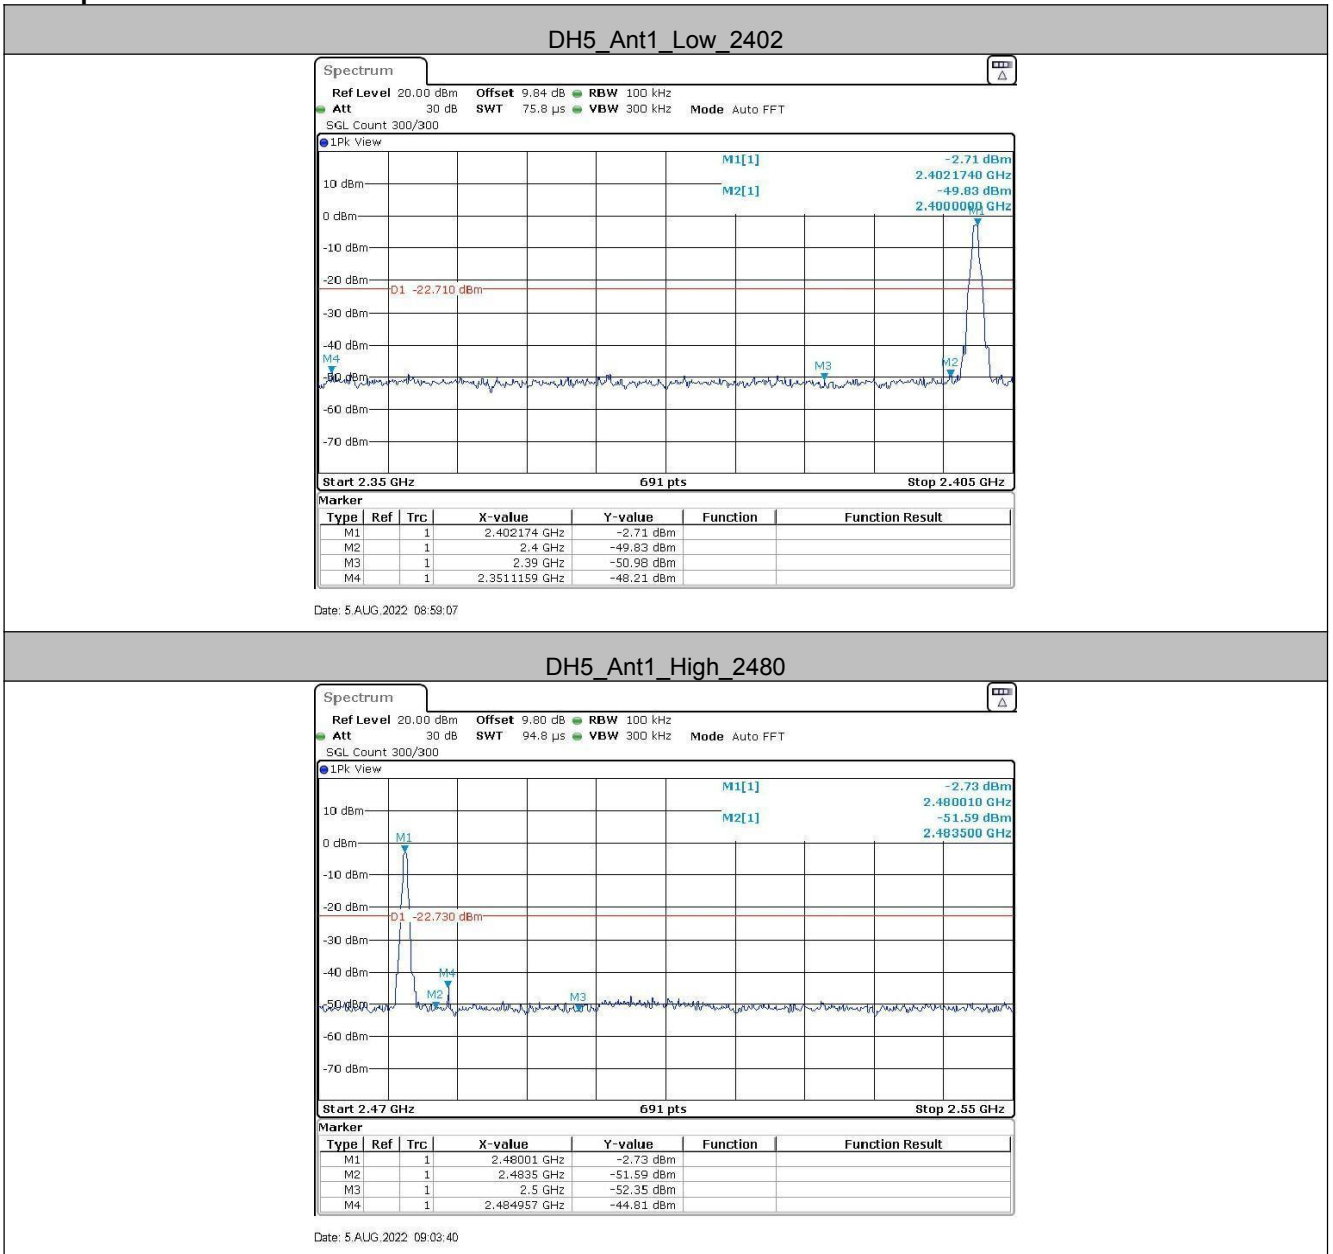 DH5_Ant1_Low_2402
Spectrum
Ref Level 20.00 dBm Offset 9.84 dB RBW 100 kHz
Att 30 dB SWT 75.8 µs VBW 300 kHz Mode Auto FFT
SGL Count 300/300
1Pk View
M1[1] -2.71 dBm
2.4021740 GHz
10 dBm
M2[1] -49.83 dBm
2.4000000 GHz
M1
0 dBm
-10 dBm
-20 dBm
D1 -22.710 dBm
-30 dBm
-40 dBm
M4 M3 M2
-50 dBm
-60 dBm
-70 dBm
Start 2.35 GHz 691 pts Stop 2.405 GHz
Marker
Type Ref Trc X-value Y-value Function Function Result
M1 1 2.402174 GHz -2.71 dBm
M2 1 2.4 GHz -49.83 dBm
M3 1 2.39 GHz -50.98 dBm
M4 1 2.3511159 GHz -48.21 dBm
Date: 5.AUG.2022 08:59:07
DH5_Ant1_High_2480
Spectrum
Ref Level 20.00 dBm Offset 9.80 dB RBW 100 kHz
Att 30 dB SWT 94.8 µs VBW 300 kHz Mode Auto FFT
SGL Count 300/300
1Pk View
M1[1] -2.73 dBm
2.480010 GHz
10 dBm
M2[1] -51.59 dBm
2.483500 GHz
M1
0 dBm
-10 dBm
-20 dBm
D1 -22.730 dBm
-30 dBm
-40 dBm
M4
M2 M3
-50 dBm
-60 dBm
-70 dBm
Start 2.47 GHz 691 pts Stop 2.55 GHz
Marker
Type Ref Trc X-value Y-value Function Function Result
M1 1 2.48001 GHz -2.73 dBm
M2 1 2.4835 GHz -51.59 dBm
M3 1 2.5 GHz -52.35 dBm
M4 1 2.484957 GHz -44.81 dBm
Date: 5.AUG.2022 09:03:40